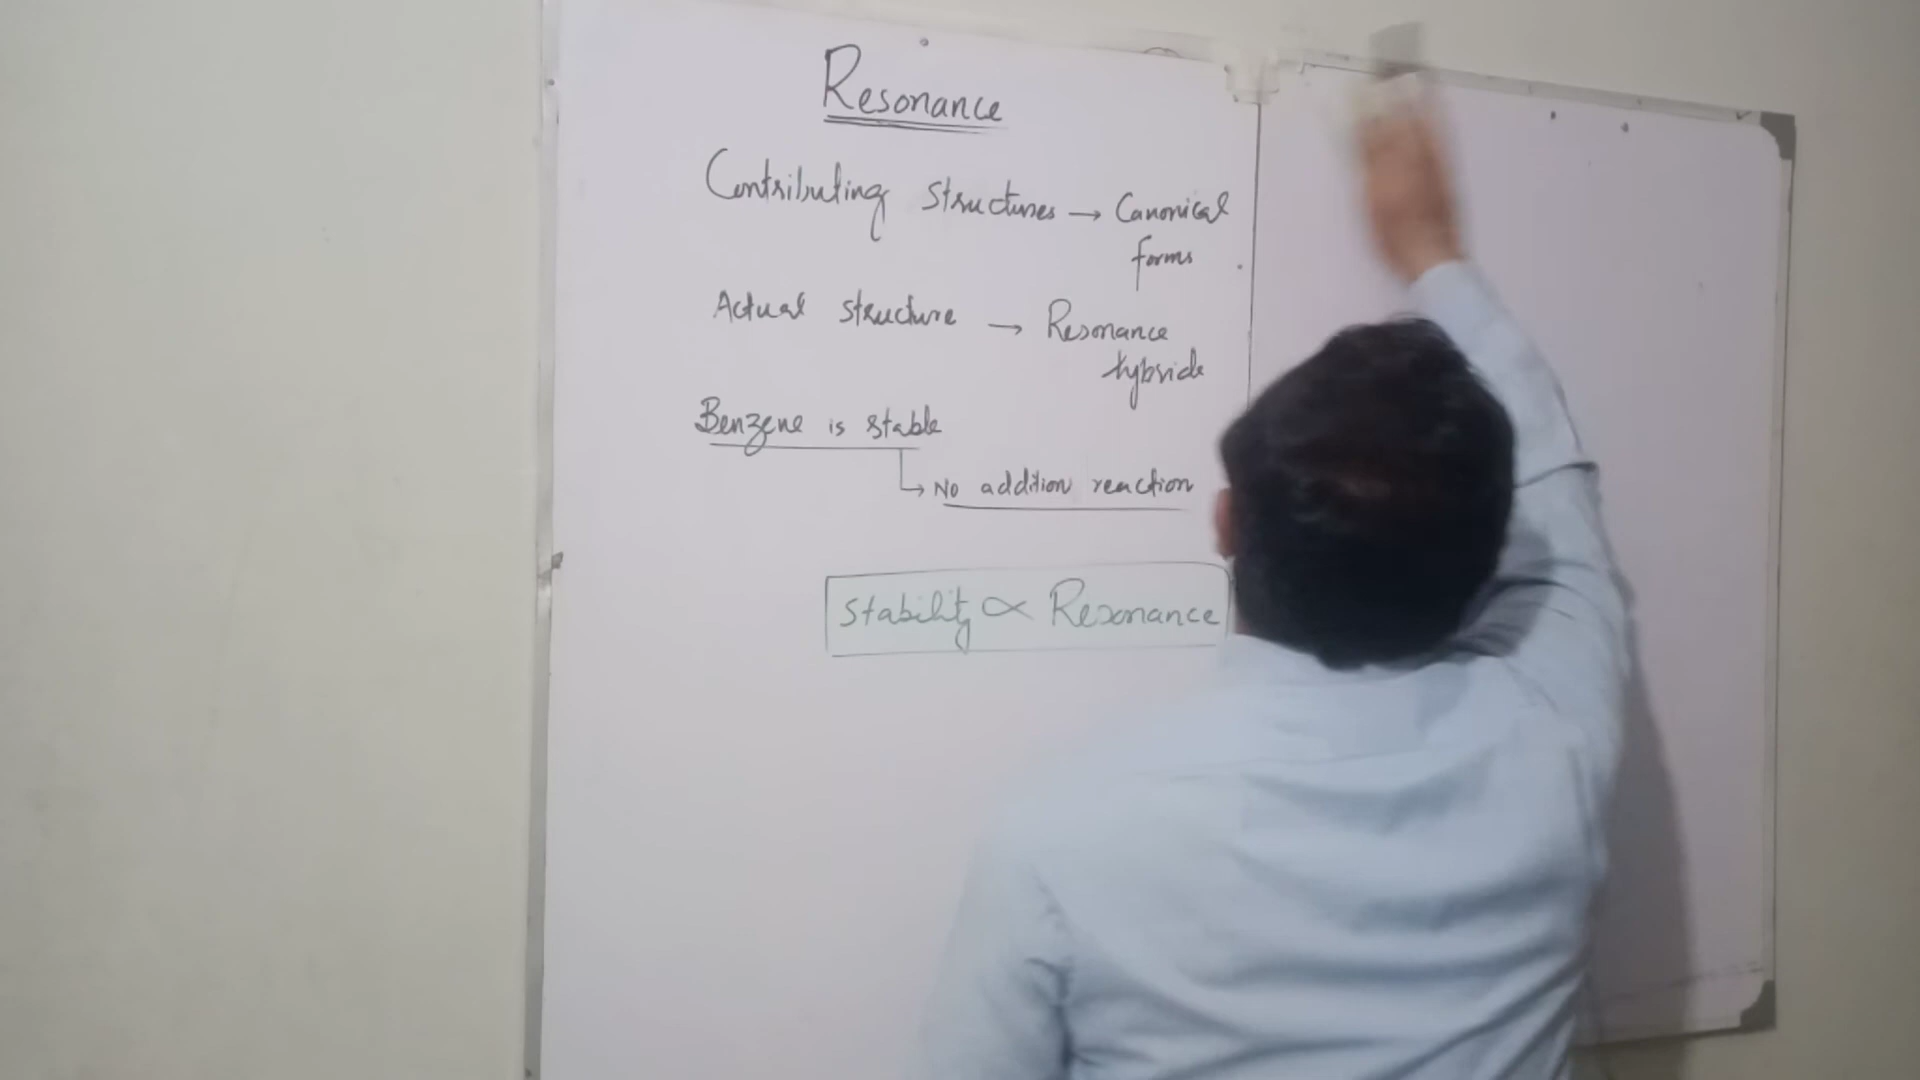 Resonance
Contributing structures → Canonical
forms
Actual structure → Resonance
hybride
Benzene is stable
↳ No addition reaction
Stability ∝ Resonance